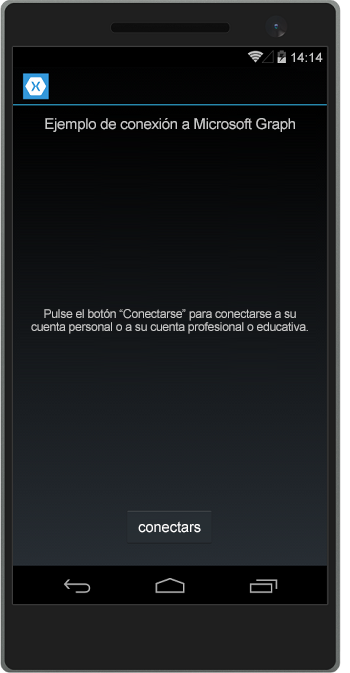 14:14
Ejemplo de conexión a Microsoft Graph
Pulse el botón “Conectarse” para conectarse a su
cuenta personal o a su cuenta profesional o educativa.
conectars